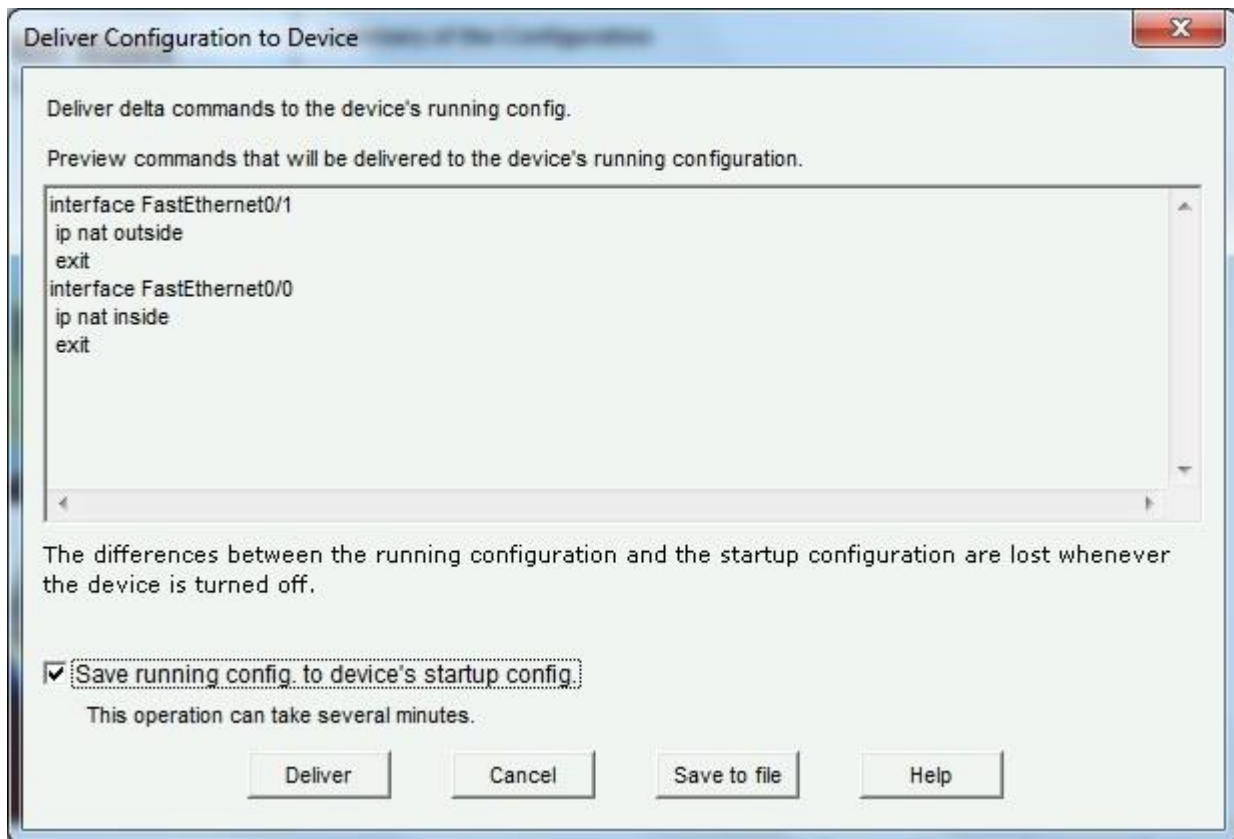 Deliver Configuration to Device
Deliver delta commands to the device's running config.
Preview commands that will be delivered to the device's running configuration.
interface FastEthernet0/1
ip nat outside
exit
interface FastEthernet0/0
ip nat inside
exit
The differences between the running configuration and the startup configuration are lost whenever
the device is turned off.
Save running config. to device's startup config.
This operation can take several minutes.
Deliver
Cancel
Save to file
Help